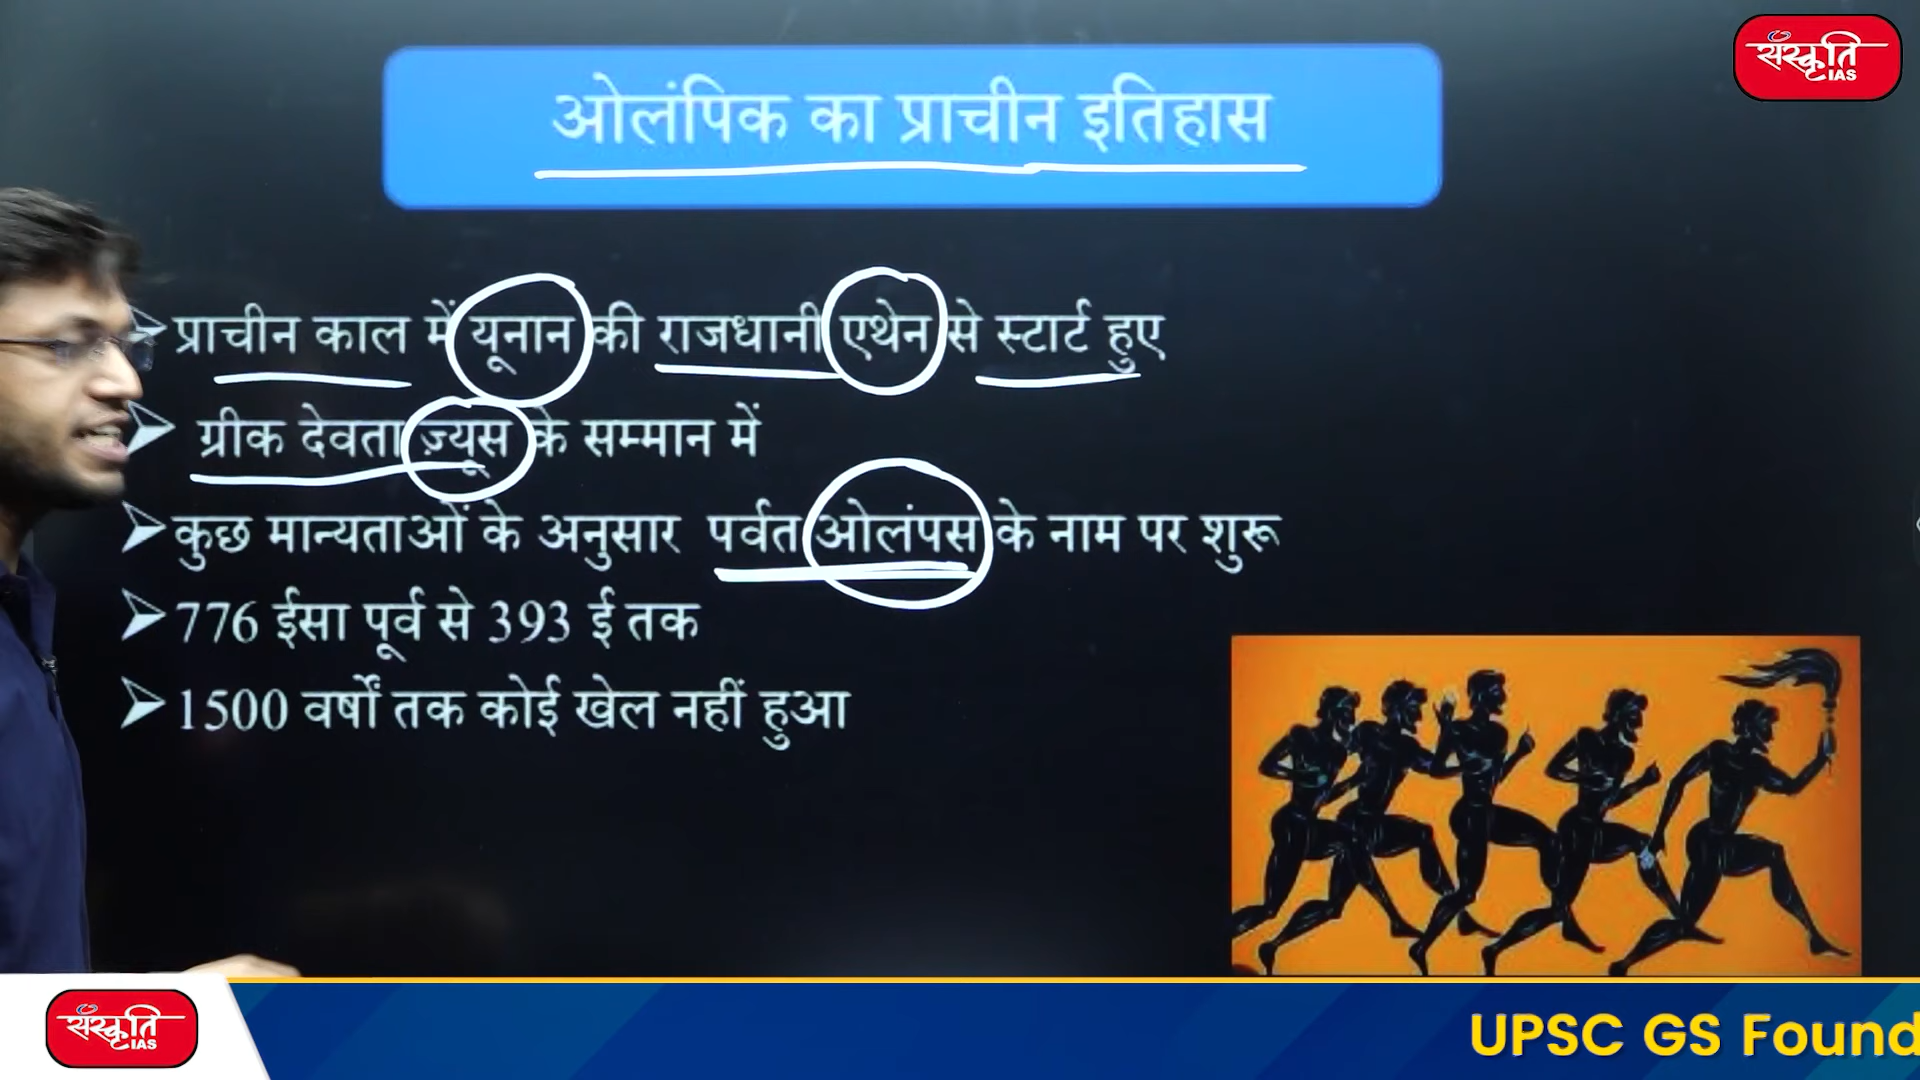 संस्कृति
IAS
ओलंपिक का प्राचीन इतिहास
प्राचीन काल में यूनान की राजधानी एथेन से स्टार्ट हुए
ग्रीक देवता ज़्यूस के सम्मान में
कुछ मान्यताओं के अनुसार पर्वत ओलंपस के नाम पर शुरू
776 ईसा पूर्व से 393 ई तक
1500 वर्षों तक कोई खेल नहीं हुआ
संस्कृति
IAS
UPSC GS Found